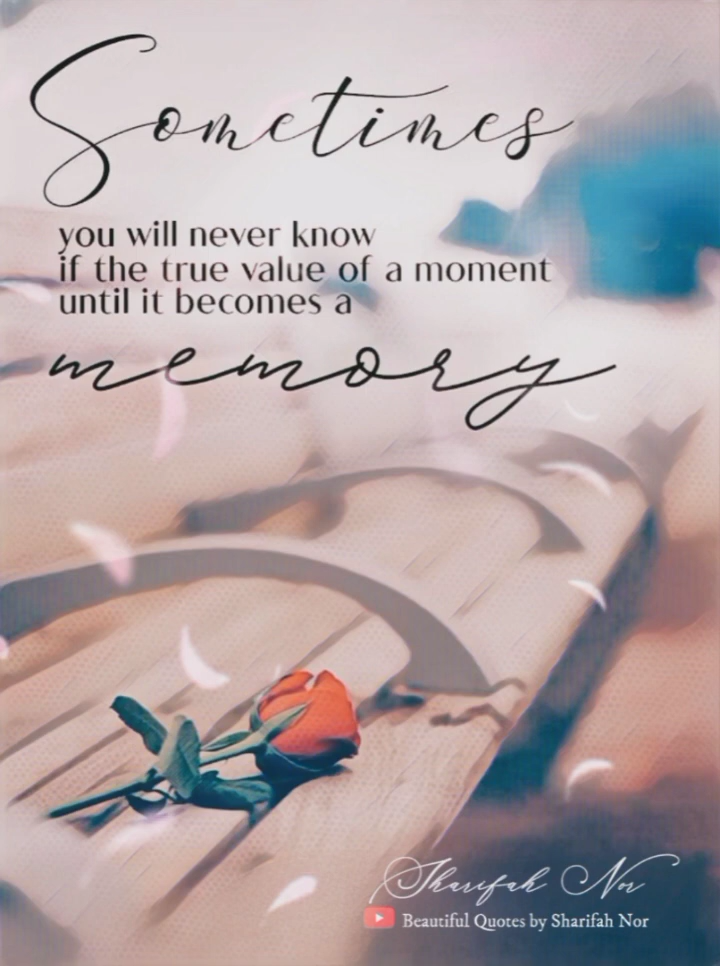 Sometimes
you will never know
if the true value of a moment
until it becomes a
memory
Sharifah Nor
Beautiful Quotes by Sharifah Nor